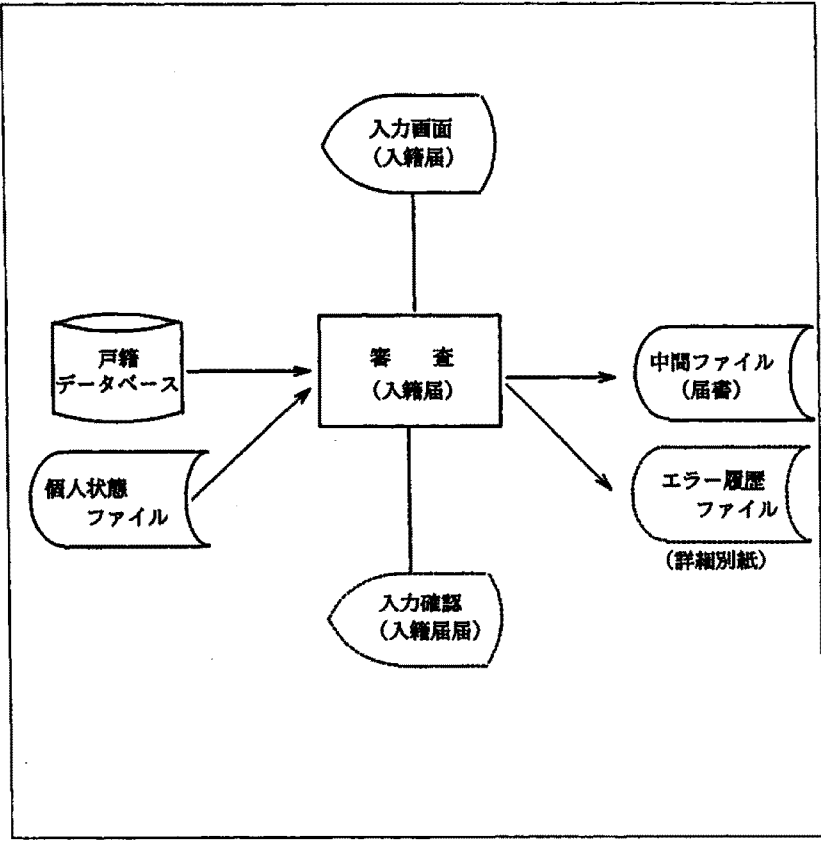 入力画面
(入籍届)
戸籍
データベース
審　査
(入籍届)
中間ファイル
(届書)
個人状態
ファイル
エラー履歴
ファイル
(詳細別紙)
入力確認
(入籍届届)